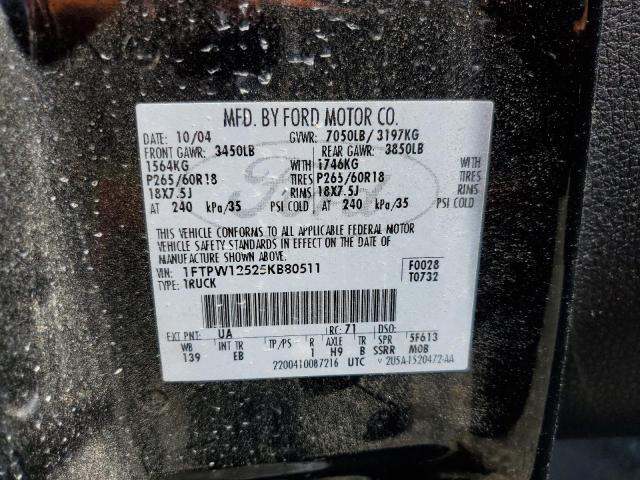 MFD. BY FORD MOTOR CO.
DATE: 10/04 GVWR: 7050LB/ 3197KG
FRONT GAWR: 3450LB REAR GAWR: 3850LB
1564KG WITH 1746KG WITH
P265/60R18 TIRES P265/60R18 TIRES
18X7.5J RIMS 18X7.5J RIMS
AT 240 kPa/35 PSI COLD AT 240 kPa/35 PSI COLD
Ford
THIS VEHICLE CONFORMS TO ALL APPLICABLE FEDERAL MOTOR
VEHICLE SAFETY STANDARDS IN EFFECT ON THE DATE OF
MANUFACTURE SHOWN ABOVE.
VIN: 1FTPW12525KB80511 F0028
TYPE: TRUCK T0732
EXT PNT: UA RC: 71 DSO:
WB INT TR TP/PS R AXLE TR SPR 5F613
139 EB 1 H9 B SSRR MOB
2200410087216 UTC V 2U5A-1520472-AA